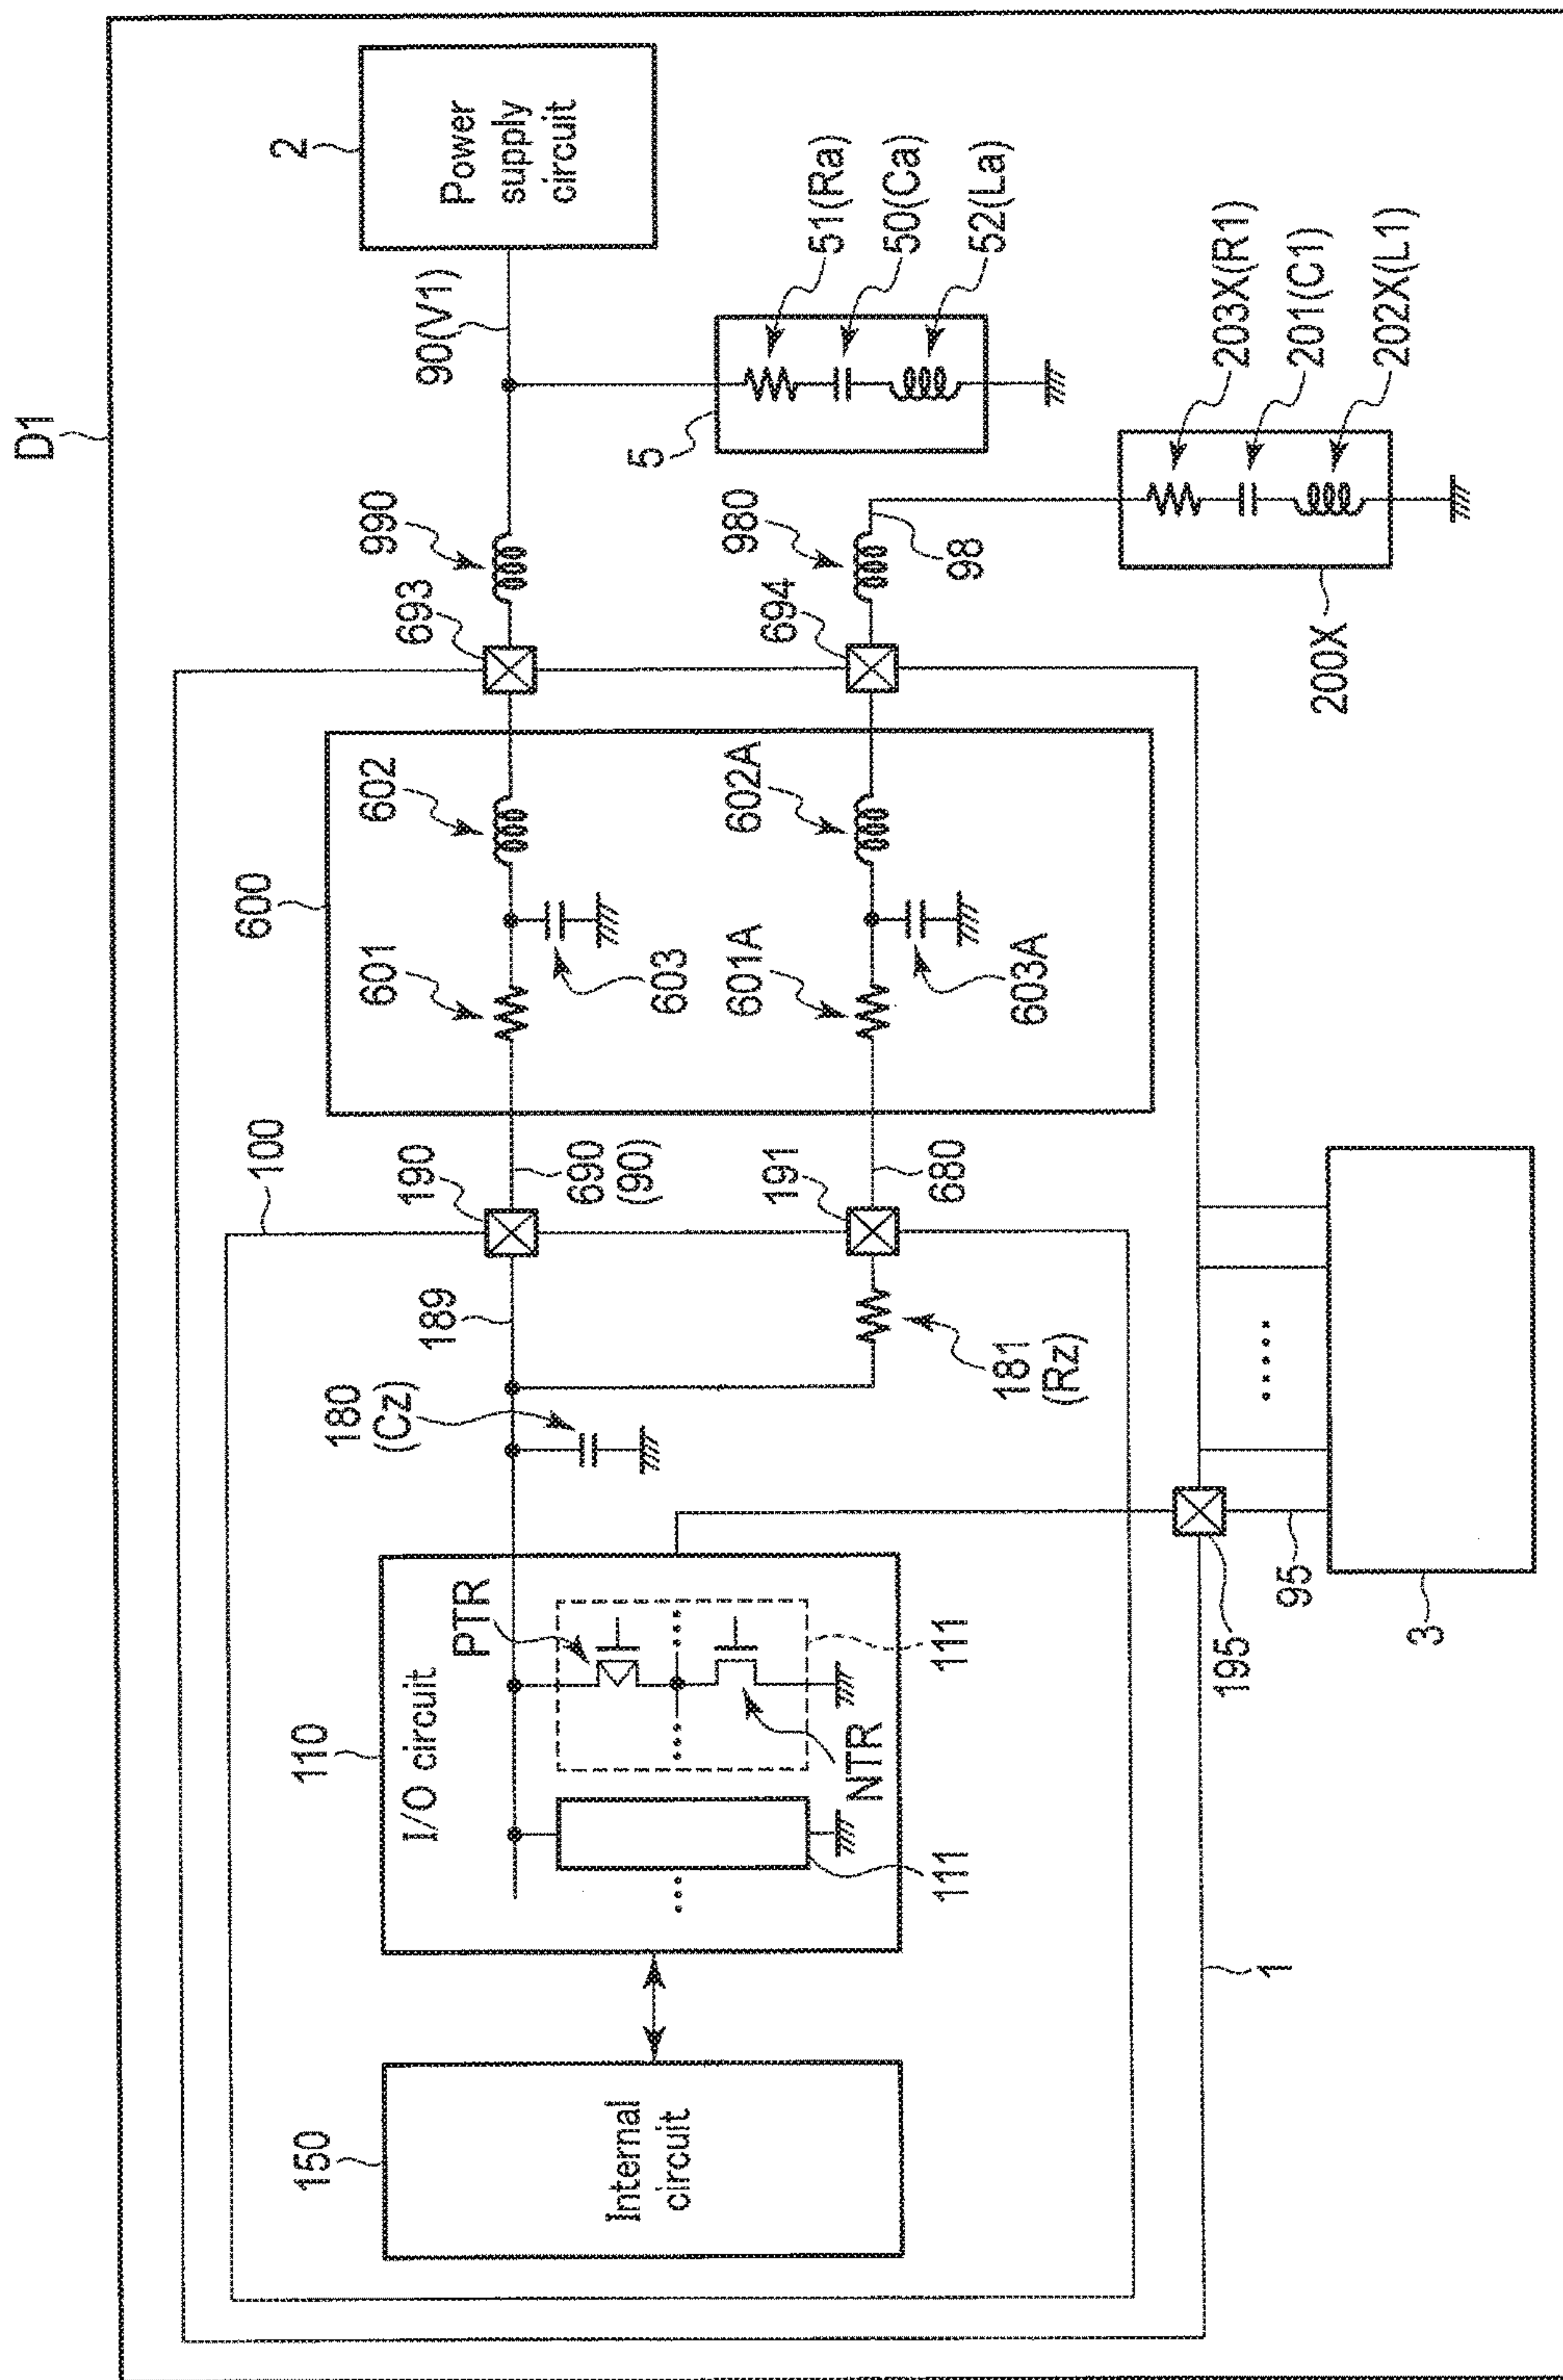 D1
2
Power
supply
circuit
90(V1)
51(Ra)
50(Ca)
52(La)
5
203X(R1)
201(C1)
202X(L1)
200X
990
693
980
98
694
600
602
601
603
602A
601A
603A
100
190
690
(90)
191
680
189
180
(Cz)
181
(Rz)
110
I/O circuit
PTR
NTR
111
111
150
Internal
circuit
195
95
3
1